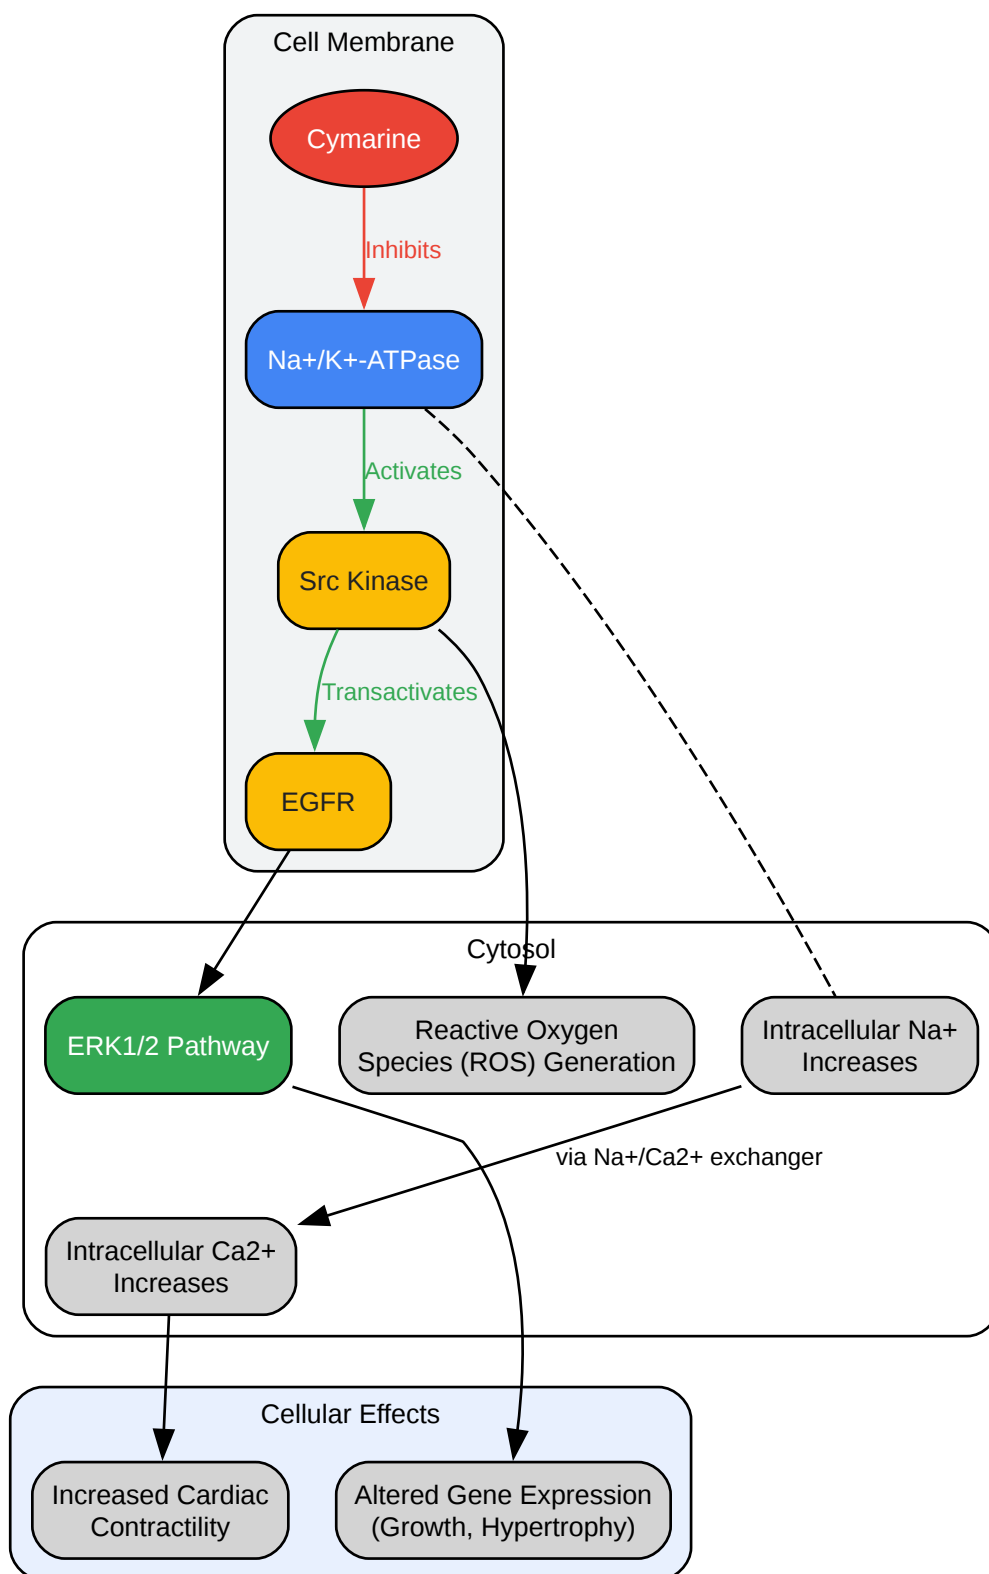 Cell Membrane
Cymarine
Inhibits
Na+/K+-ATPase
Activates
Src Kinase
Transactivates
EGFR
Cytosol
ERK1/2 Pathway
Reactive Oxygen
Species (ROS) Generation
Intracellular Na+
Increases
via Na+/Ca2+ exchanger
Intracellular Ca2+
Increases
Cellular Effects
Increased Cardiac
Contractility
Altered Gene Expression
(Growth, Hypertrophy)